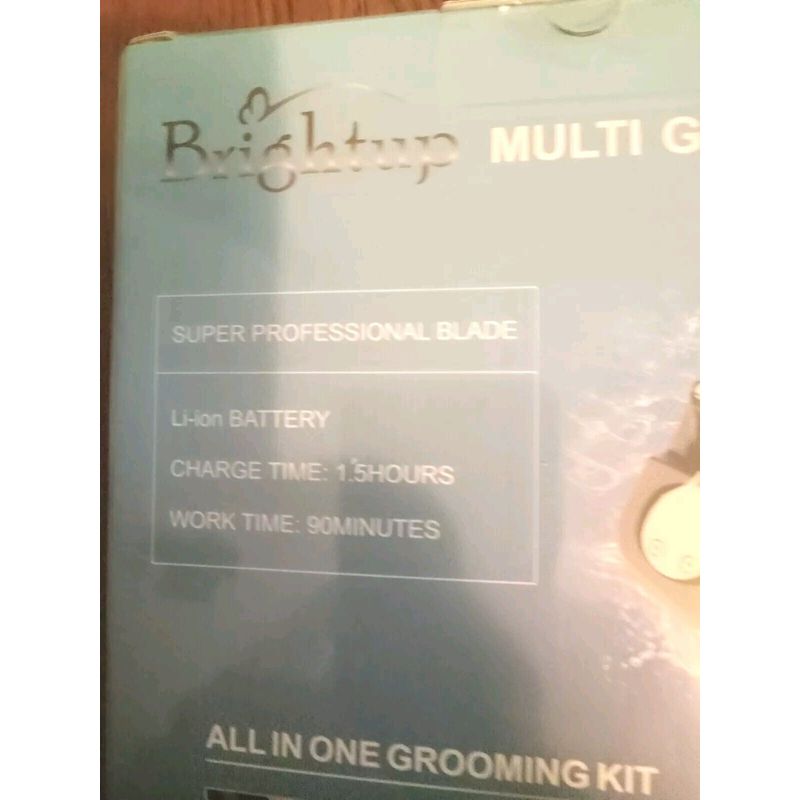 Brightup MULTI G
SUPER PROFESSIONAL BLADE
Li-ion BATTERY
CHARGE TIME: 1.5HOURS
WORK TIME: 90MINUTES
ALL IN ONE GROOMING KIT